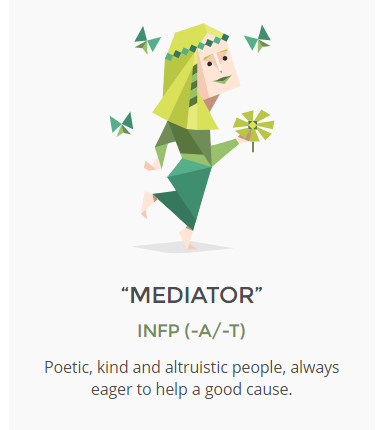 “MEDIATOR”
INFP (-A/-T)
Poetic, kind and altruistic people, always
eager to help a good cause.